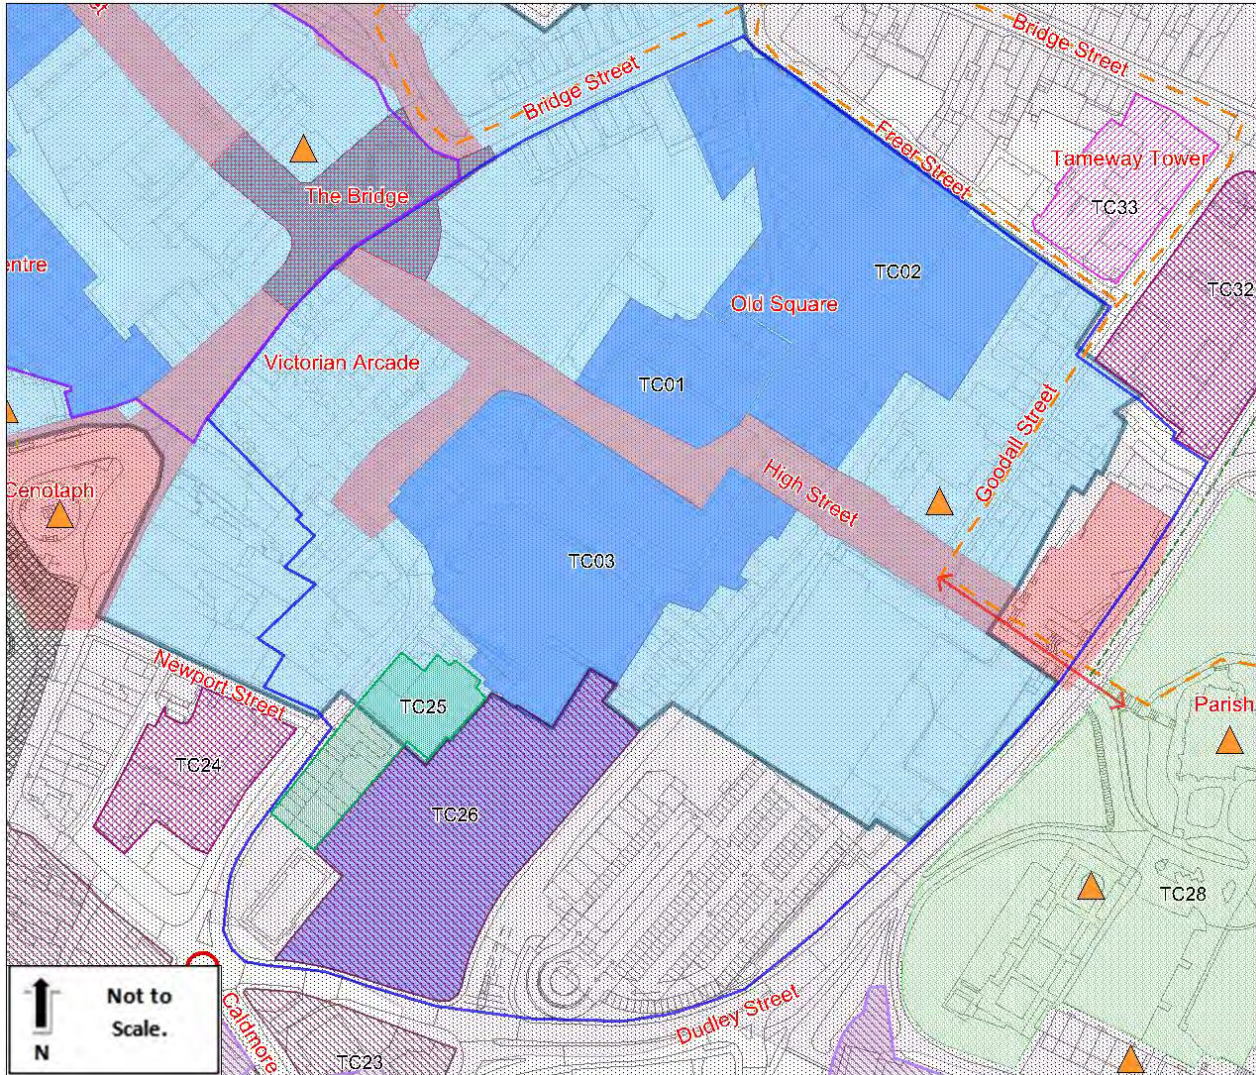 et
Bridge Street
Bridge Street
Freer Street
Tameway Tower
TC33
The Bridge
entre
TC02
TC32
Old Square
Victorian Arcade
TC01
Goodall Street
High Street
Cenotaph
TC03
Newport Street
TC25
Parish
TC24
TC26
TC28
Not to
Scale.
N
Caldmore
Dudley Street
TC23